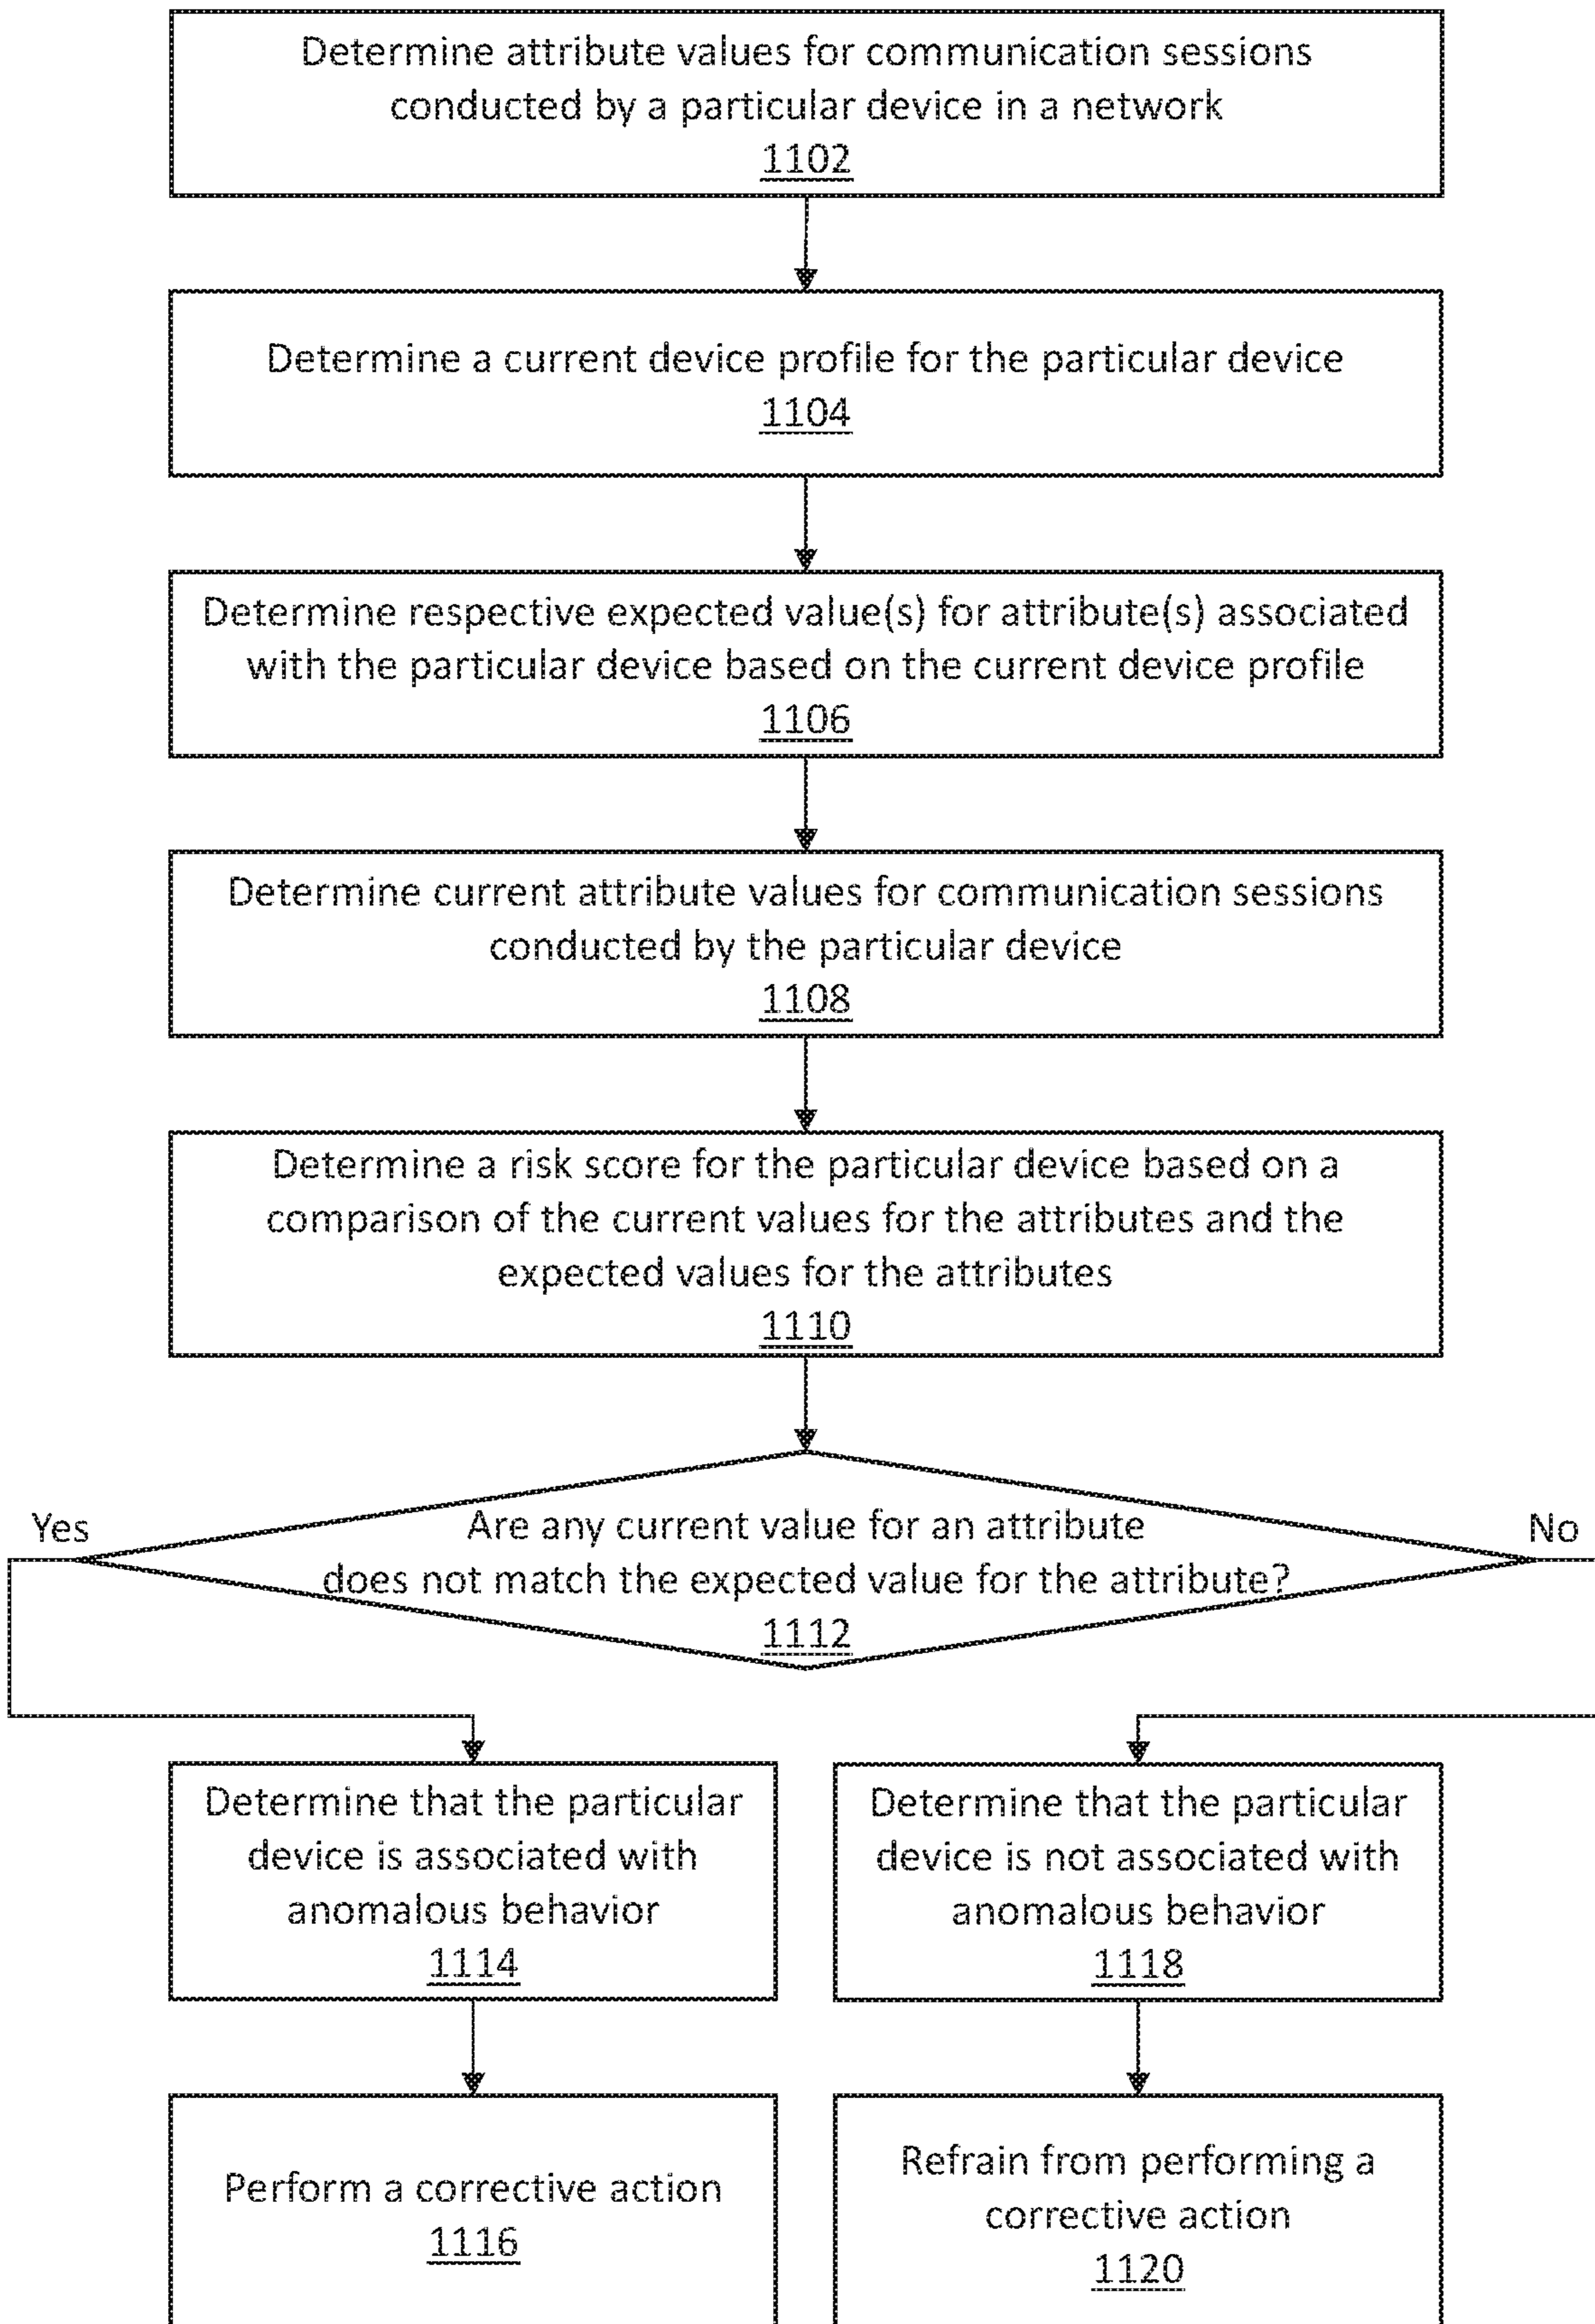 Determine attribute values for communication sessions
conducted by a particular device in a network
1102
Determine a current device profile for the particular device
1104
Determine respective expected value(s) for attribute(s) associated
with the particular device based on the current device profile
1106
Determine current attribute values for communication sessions
conducted by the particular device
1108
Determine a risk score for the particular device based on a
comparison of the current values for the attributes and the
expected values for the attributes
1110
Yes
No
Are any current value for an attribute
does not match the expected value for the attribute?
1112
Determine that the particular
device is associated with
anomalous behavior
1114
Determine that the particular
device is not associated with
anomalous behavior
1118
Perform a corrective action
1116
Refrain from performing a
corrective action
1120